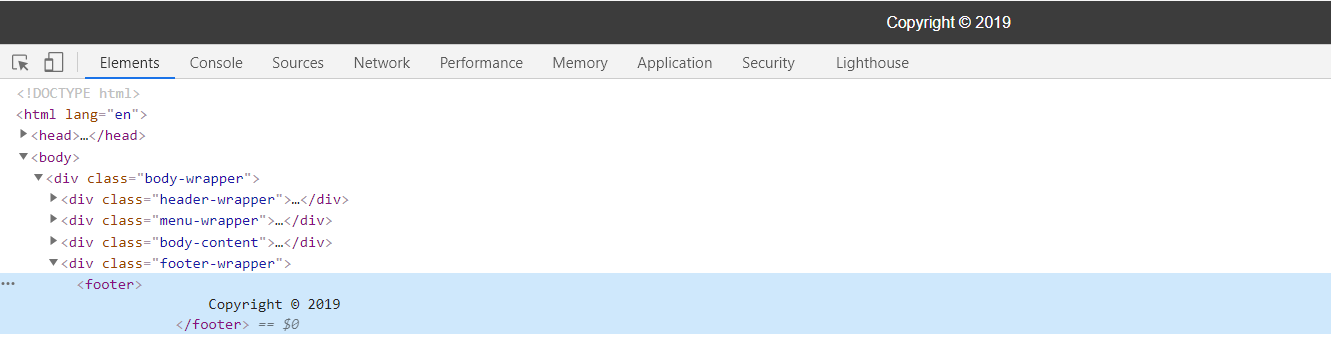 Copyright © 2019
Elements Console Sources Network Performance Memory Application Security Lighthouse
<!DOCTYPE html>
<html lang="en">
<head>…</head>
<body>
<div class="body-wrapper">
<div class="header-wrapper">…</div>
<div class="menu-wrapper">…</div>
<div class="body-content">…</div>
<div class="footer-wrapper">
<footer>
Copyright © 2019
</footer> == $0